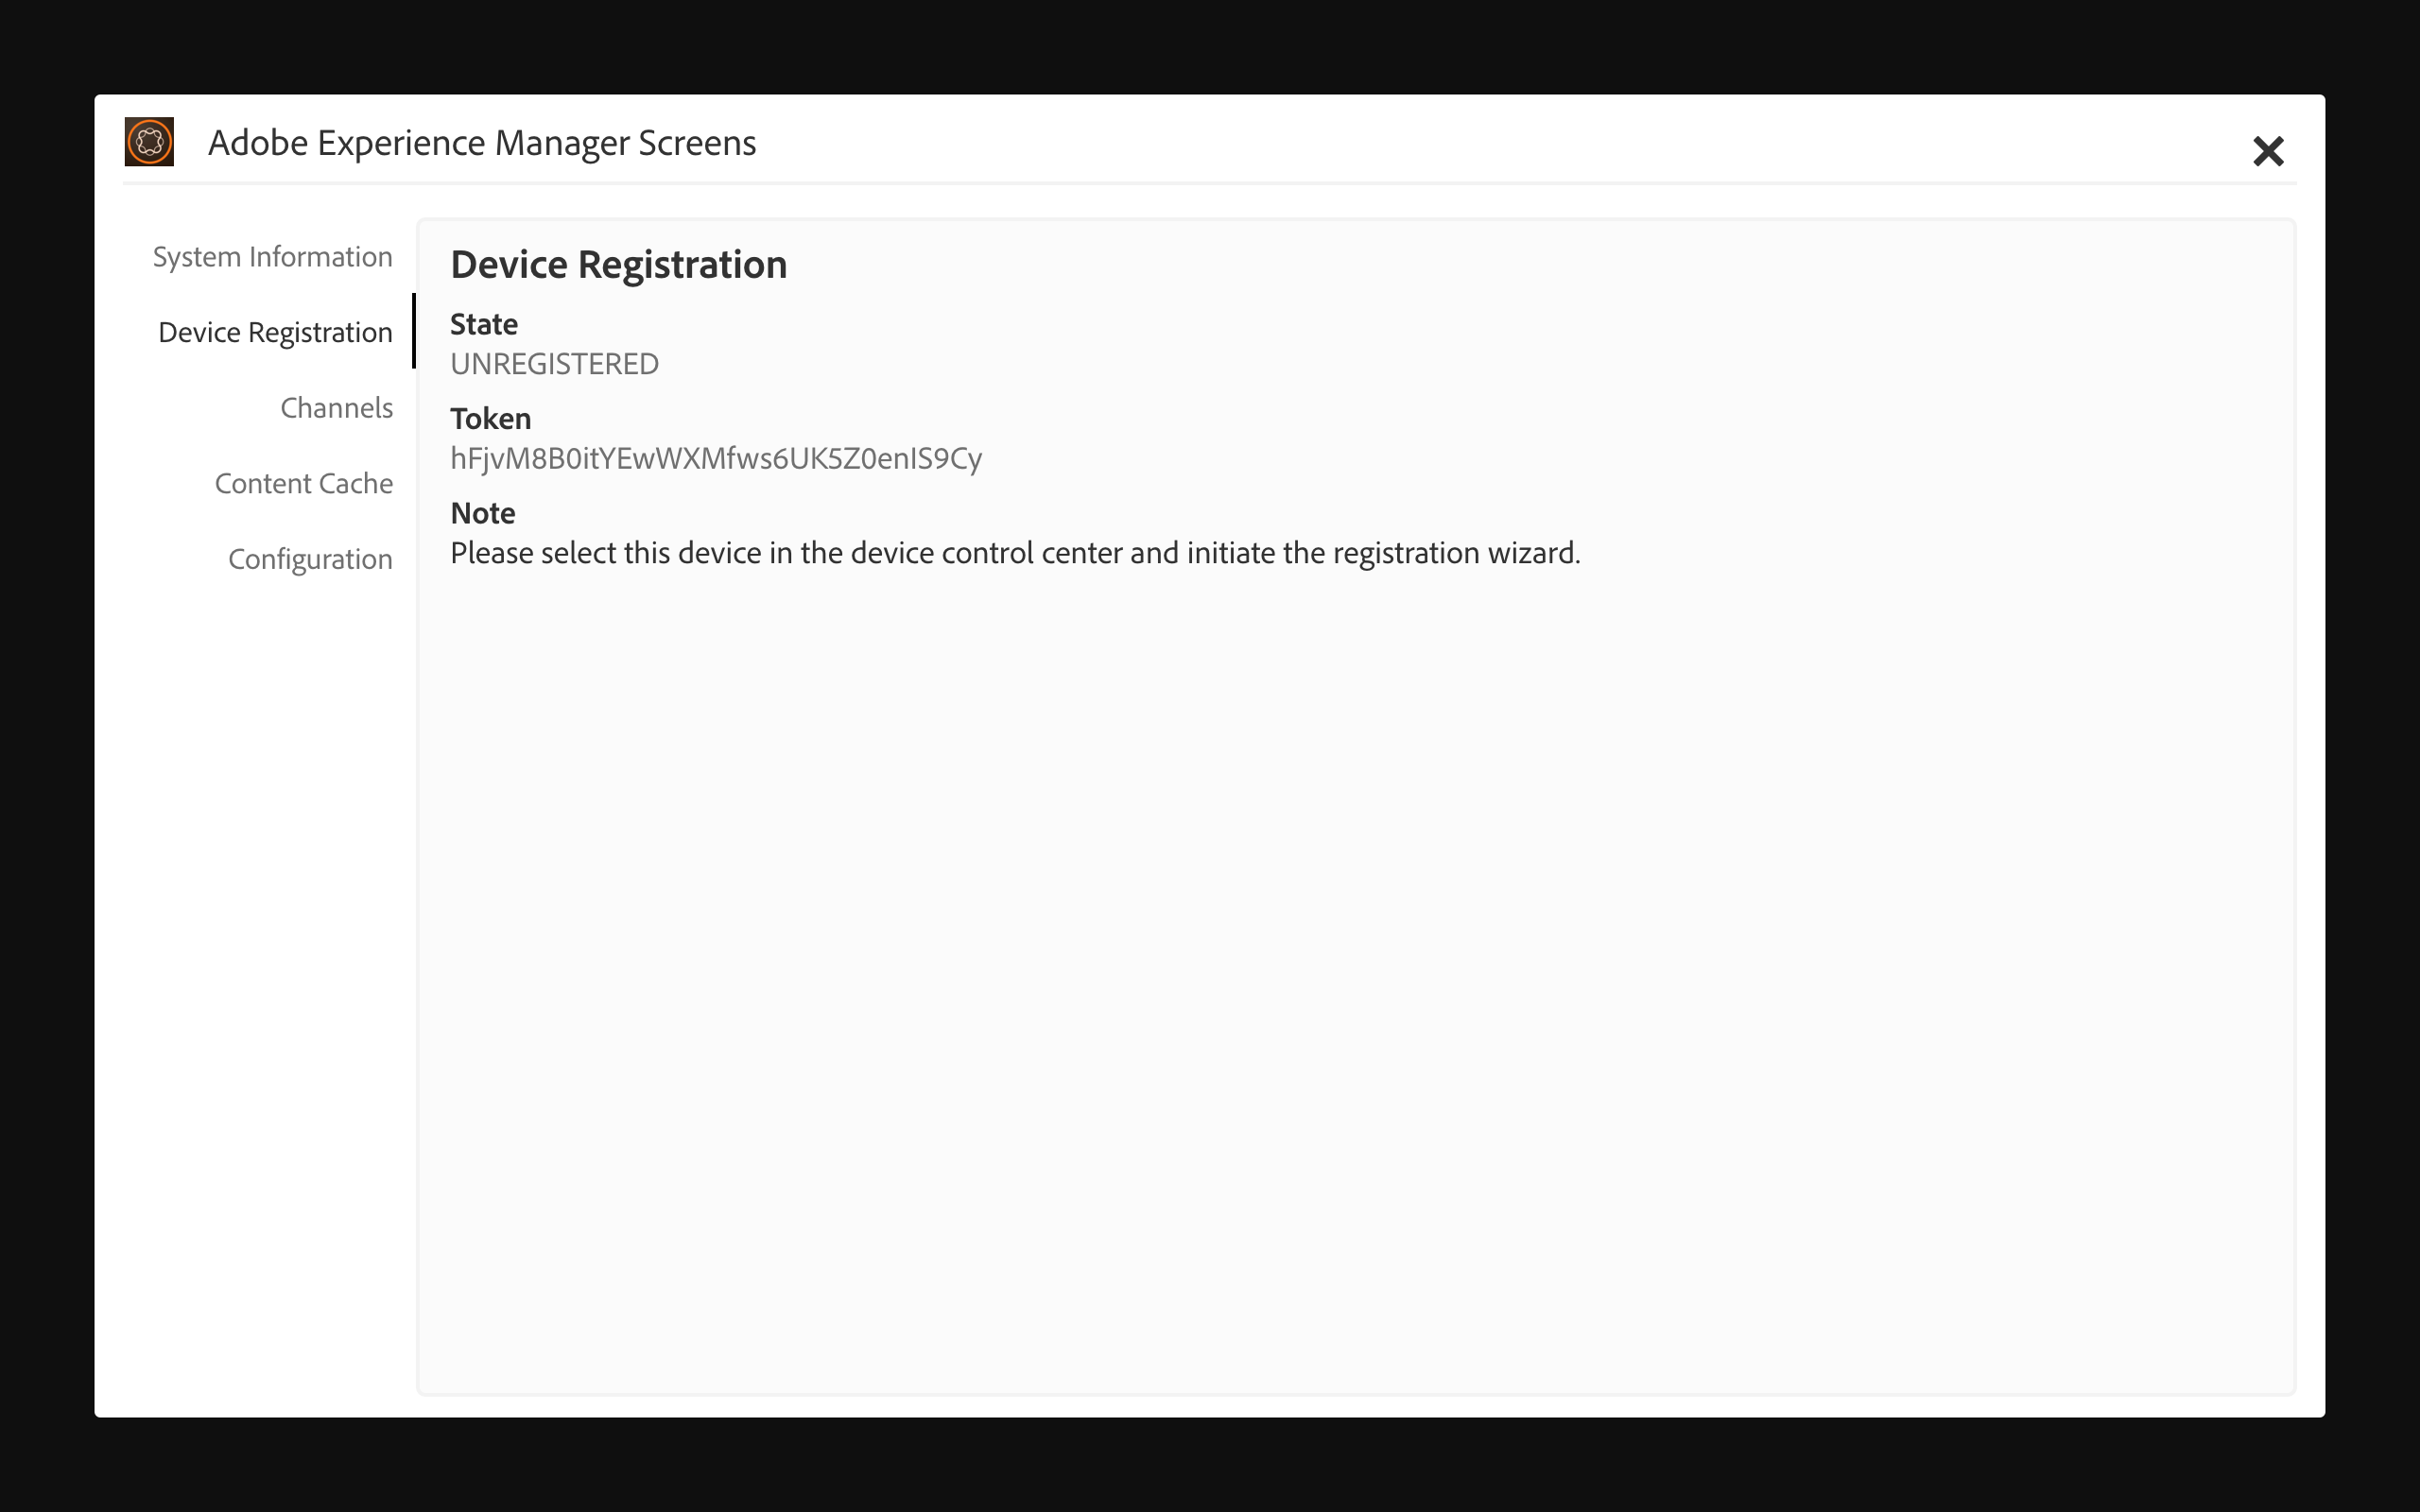 Adobe Experience Manager Screens
System Information
Device Registration
Channels
Content Cache
Configuration
Device Registration
State
UNREGISTERED
Token
hFjvM8B0itYEwWXMfws6UK5Z0enIS9Cy
Note
Please select this device in the device control center and initiate the registration wizard.